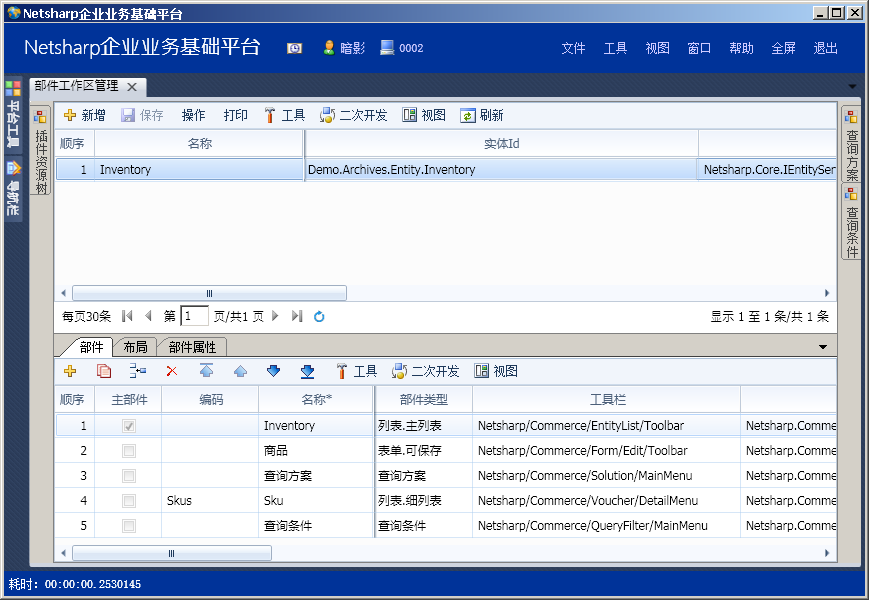 Netsharp企业业务基础平台
Netsharp企业业务基础平台 暗影 0002 文件 工具 视图 窗口 帮助 全屏 退出
平台工具
导航栏
部件工作区管理
插件资源树
新增 保存 操作 打印 工具 二次开发 视图 刷新
顺序 名称 实体Id
1 Inventory Demo.Archives.Entity.Inventory Netsharp.Core.IEntitySer
查询方案
查询条件
每页30条 第 1 页/共1 页 显示 1 至 1 条/共 1 条
部件 布局 部件属性
工具 二次开发 视图
顺序 主部件 编码 名称* 部件类型 工具栏
1 Inventory 列表.主列表 Netsharp/Commerce/EntityList/Toolbar Netsharp.Comme
2 商品 表单.可保存 Netsharp/Commerce/Form/Edit/Toolbar Netsharp.Comme
3 查询方案 查询方案 Netsharp/Commerce/Solution/MainMenu Netsharp.Comme
4 Skus Sku 列表.细列表 Netsharp/Commerce/Voucher/DetailMenu Netsharp.Comme
5 查询条件 查询条件 Netsharp/Commerce/QueryFilter/MainMenu Netsharp.Comme
耗时: 00:00:00.2530145